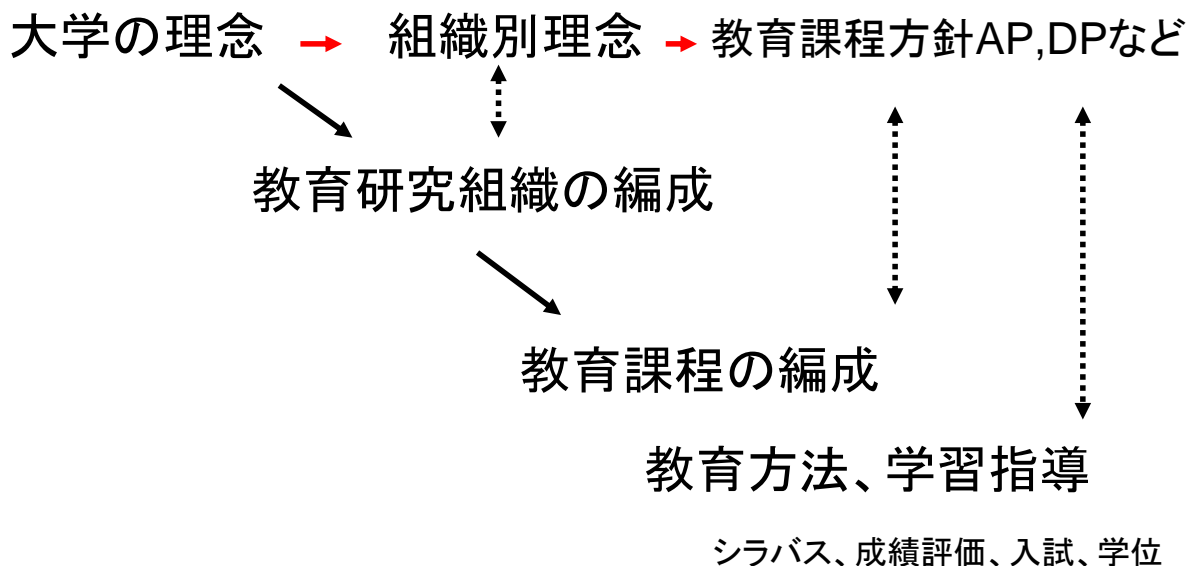 大学の理念 組織別理念 教育課程方針AP,DPなど
教育研究組織の編成
教育課程の編成
教育方法、学習指導
シラバス、成績評価、入試、学位